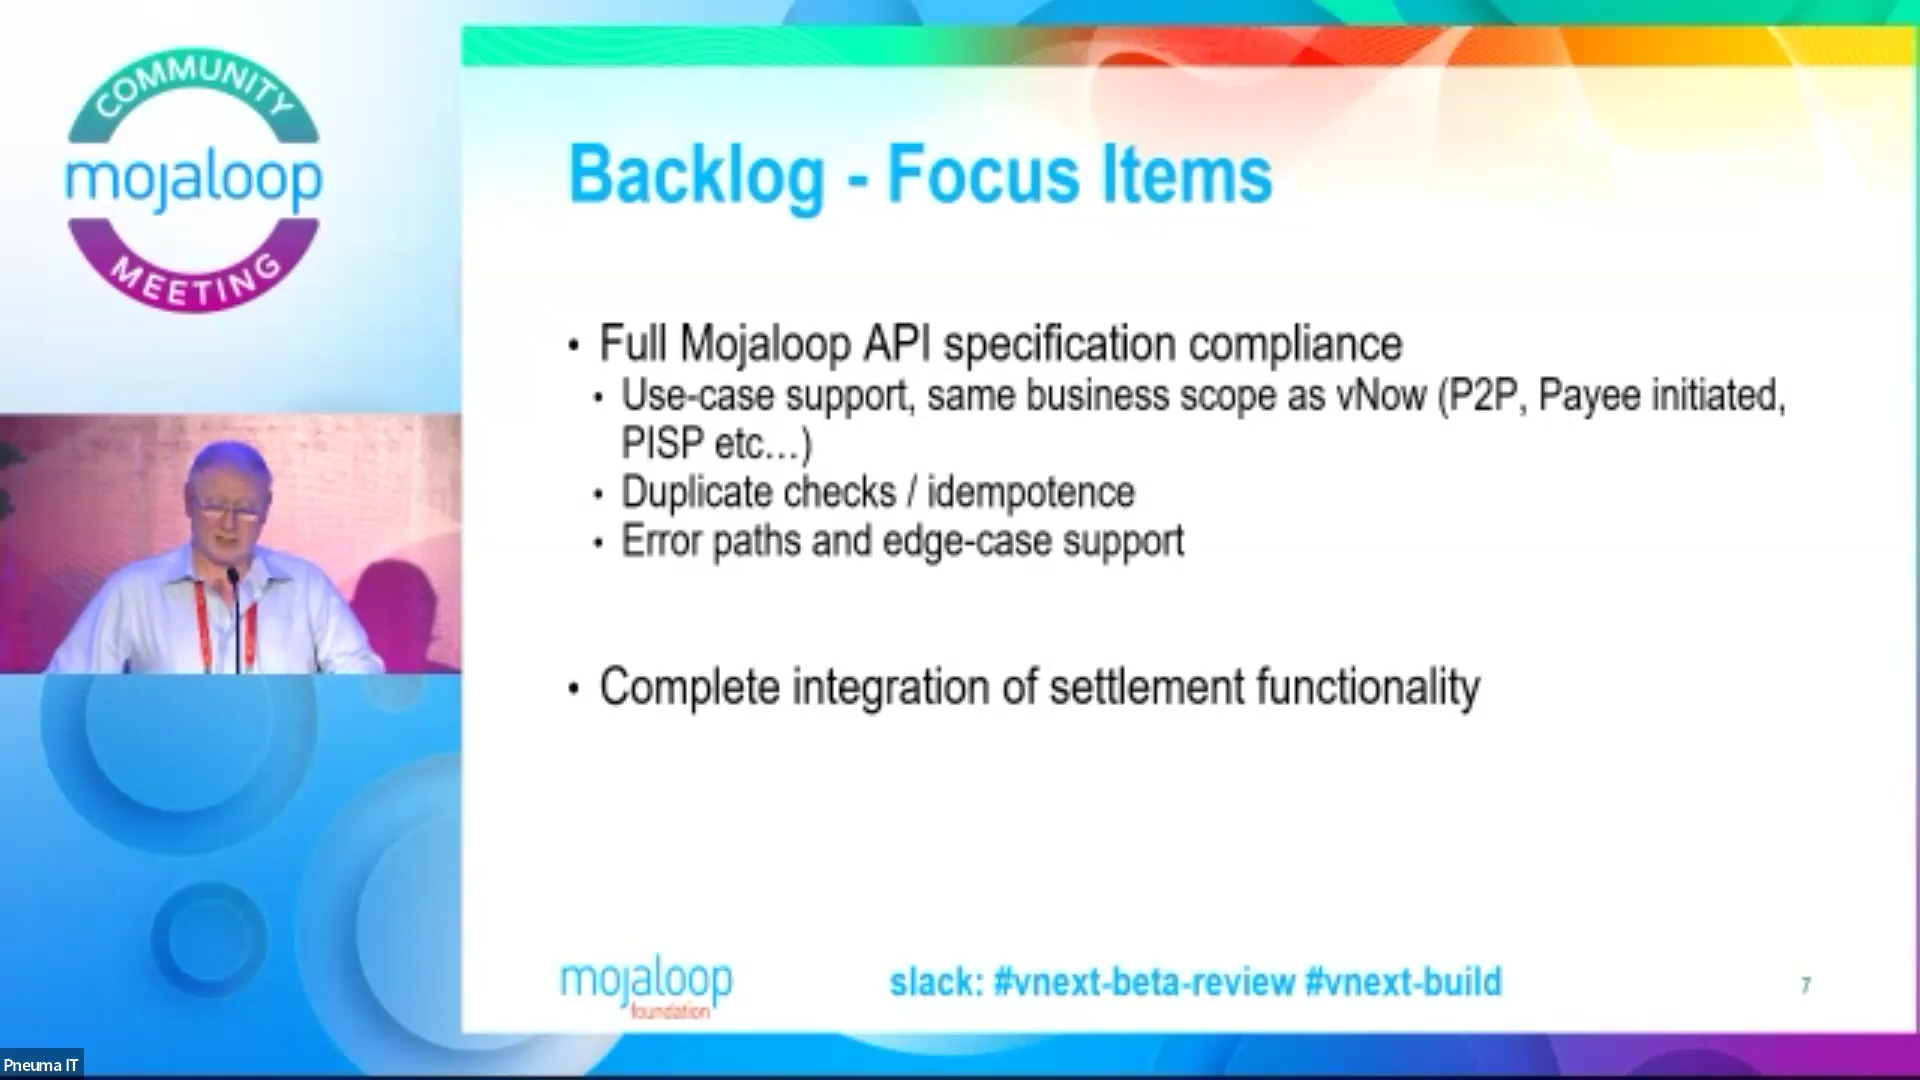 COMMUNITY
mojaloop
MEETING
Backlog - Focus Items
• Full Mojaloop API specification compliance
• Use-case support, same business scope as vNow (P2P, Payee initiated,
PISP etc...)
• Duplicate checks / idempotence
• Error paths and edge-case support
• Complete integration of settlement functionality
mojaloop
foundation
slack: #vnext-beta-review #vnext-build
7
Pneuma IT